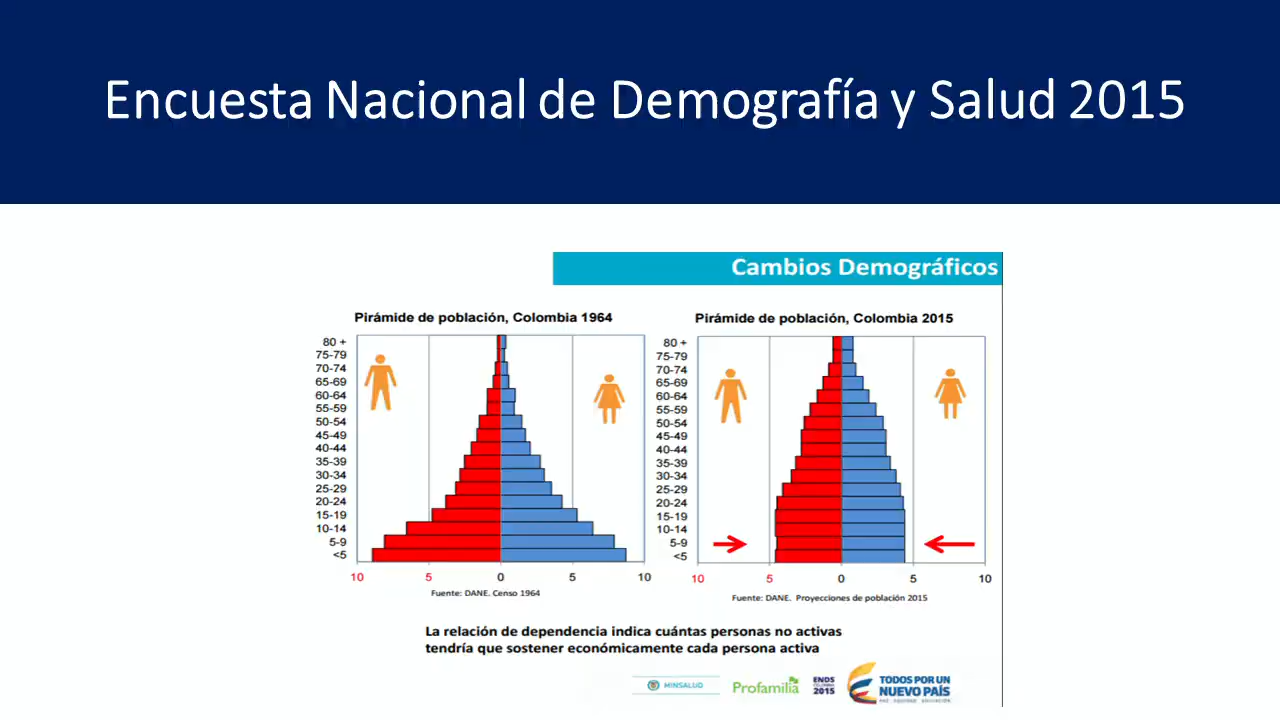 Encuesta Nacional de Demografía y Salud 2015
Cambios Demográficos
Pirámide de población, Colombia 1964
80 +
75-79
70-74
65-69
60-64
55-59
50-54
45-49
40-44
35-39
30-34
25-29
20-24
15-19
10-14
5-9
<5
10 5 0 5 10
Fuente: DANE. Censo 1964
Pirámide de población, Colombia 2015
80 +
75-79
70-74
65-69
60-64
55-59
50-54
45-49
40-44
35-39
30-34
25-29
20-24
15-19
10-14
5-9
<5
10 5 0 5 10
Fuente: DANE. Proyecciones de población 2015
La relación de dependencia indica cuántas personas no activas
tendría que sostener económicamente cada persona activa
MINSALUD
Profamilia
ENDS
COLOMBIA
2015
TODOS POR UN
NUEVO PAÍS
PAZ EQUIDAD EDUCACIÓN